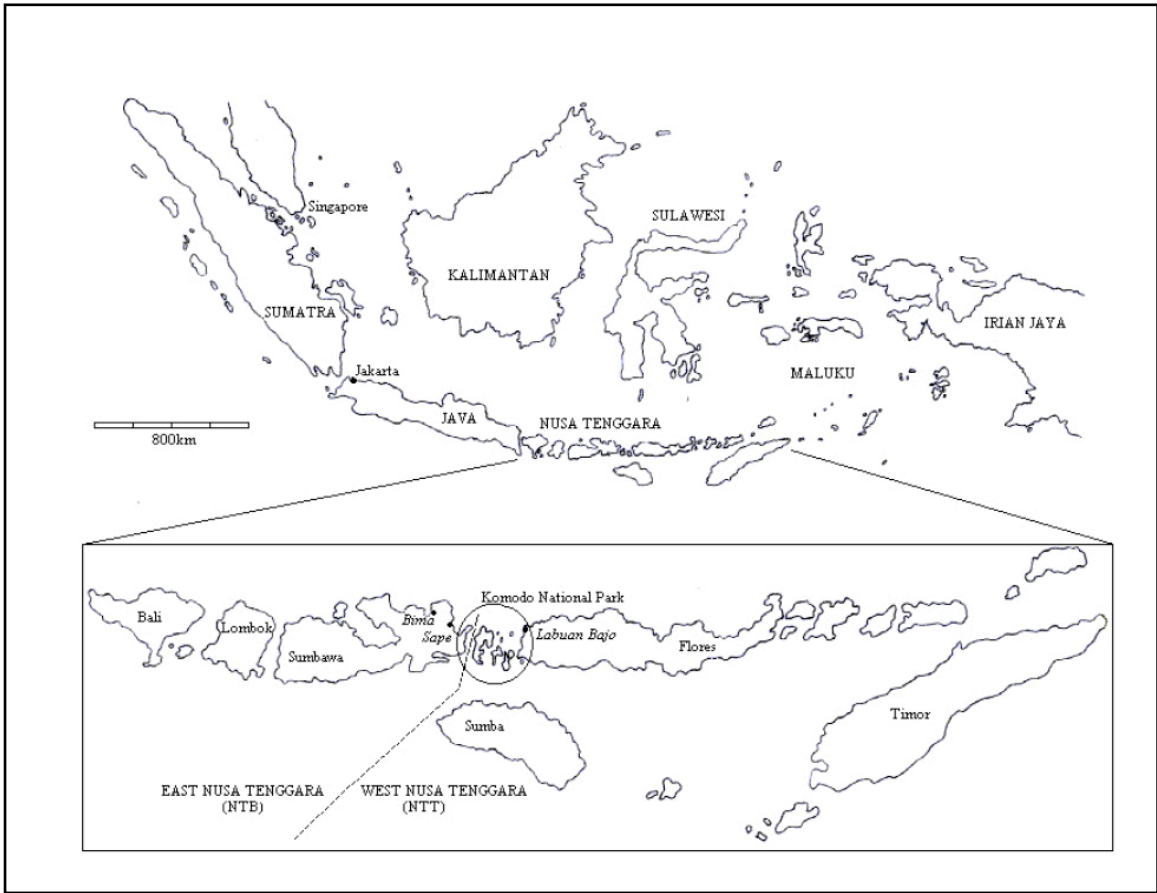 Singapore
SULAWESI
KALIMANTAN
SUMATRA
IRIAN JAYA
Jakarta
MALUKU
JAVA
NUSA TENGGARA
800km
Komodo National Park
Bali
Lombok
Bima
Sape
Labuan Bajo
Sumbawa
Flores
Sumba
Timor
EAST NUSA TENGGARA
(NTB)
WEST NUSA TENGGARA
(NTT)